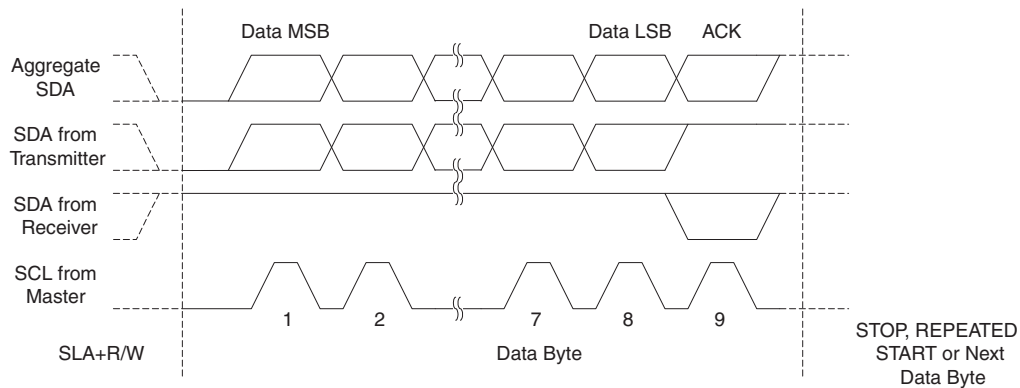 Data MSB
Data LSB
ACK
Aggregate
SDA
SDA from
Transmitter
SDA from
Receiver
SCL from
Master
1
2
7
8
9
SLA+R/W
Data Byte
STOP, REPEATED
START or Next
Data Byte